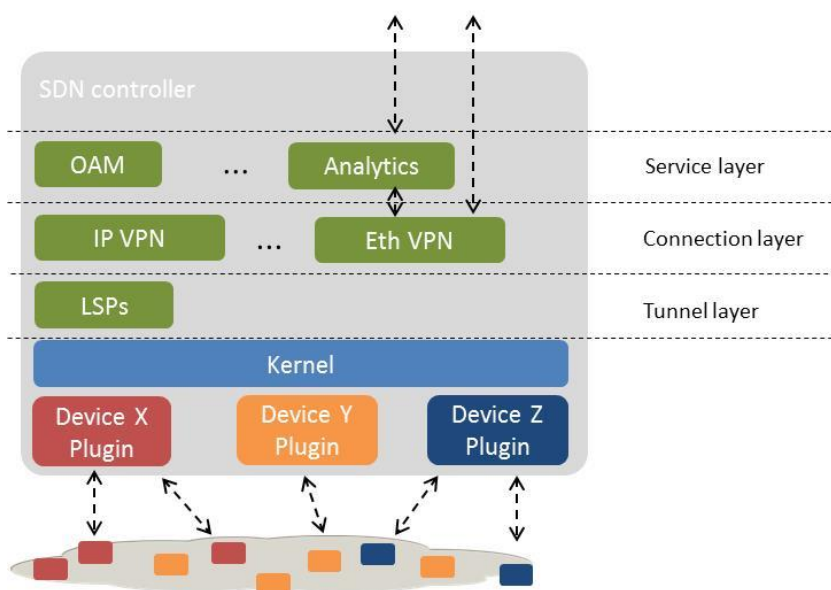 SDN controller
OAM
...
Analytics
Service layer
IP VPN
...
Eth VPN
Connection layer
LSPs
Tunnel layer
Kernel
Device X
Plugin
Device Y
Plugin
Device Z
Plugin